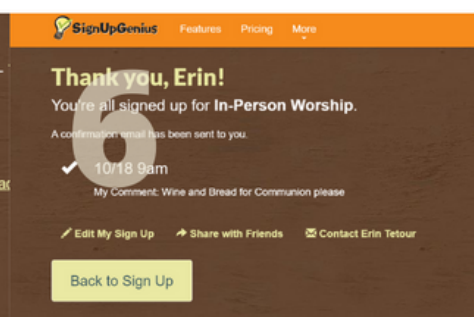 SignUpGenius Features Pricing More
Thank you, Erin!
You're all signed up for In-Person Worship.
A confirmation email has been sent to you.
6
10/18 9am
My Comment: Wine and Bread for Communion please
Edit My Sign Up Share with Friends Contact Erin Tetour
Back to Sign Up